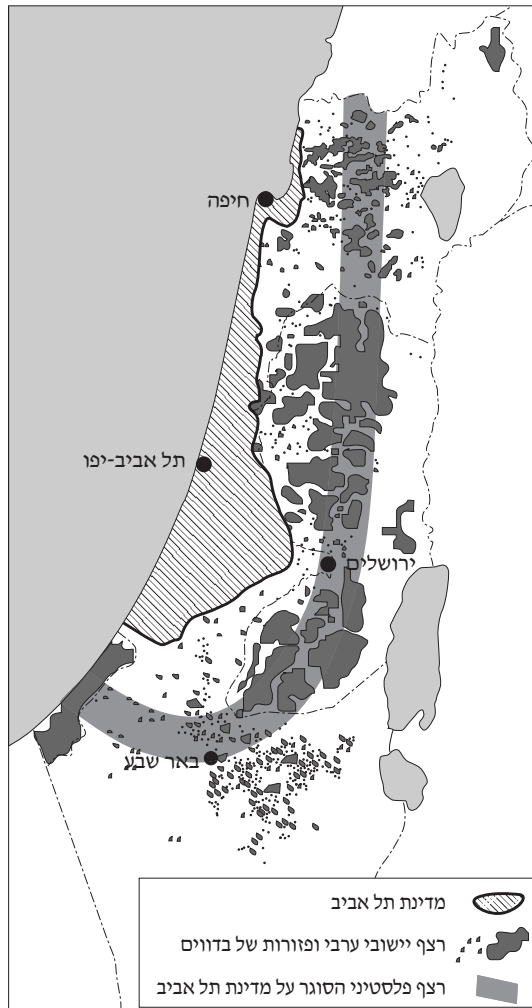 חיפה
תל אביב-יפו
ירושלים
באר שבע
מדינת תל אביב
רצף יישובי ערבי ופזורות של בדווים
רצף פלסטיני הסוגר על מדינת תל אביב